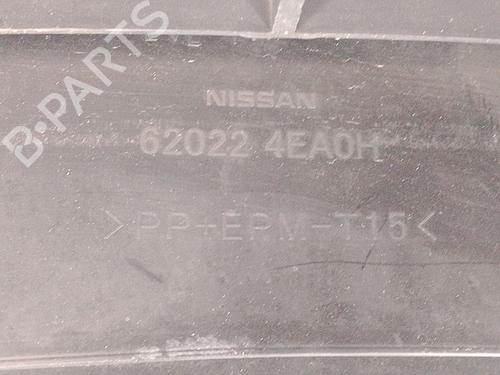 B-PARTS
NISSAN
62022 4EA0H
>PP+EPM-T15<